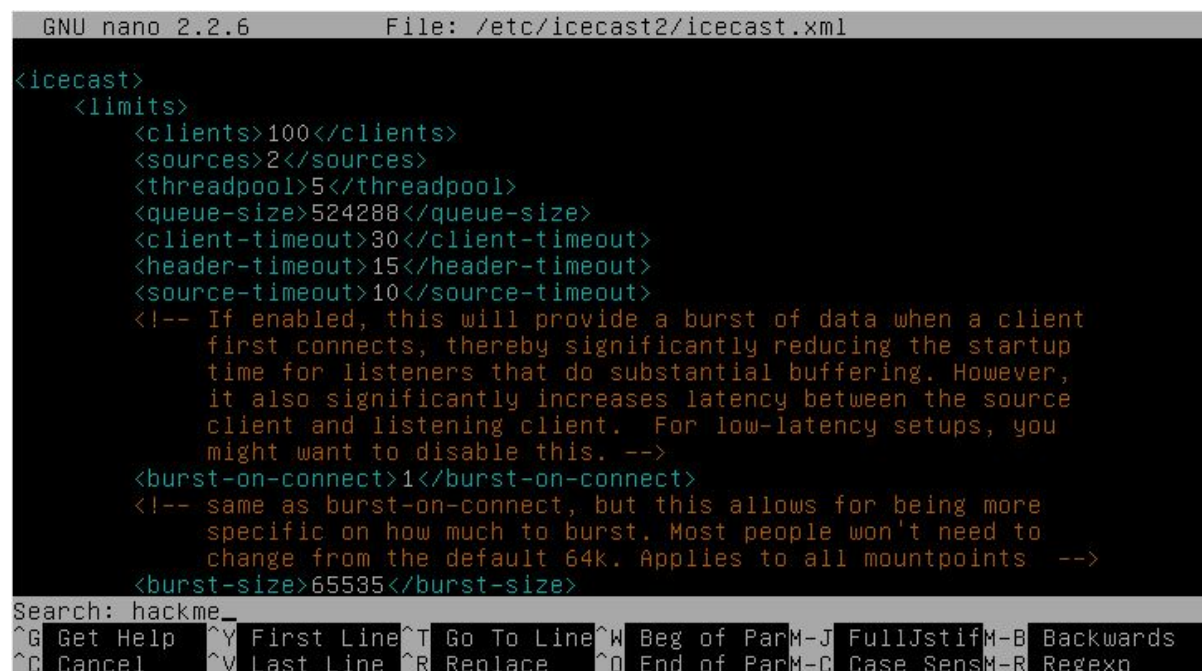 GNU nano 2.2.6 File: /etc/icecast2/icecast.xml
<icecast>
<limits>
<clients>100</clients>
<sources>2</sources>
<threadpool>5</threadpool>
<queue-size>524288</queue-size>
<client-timeout>30</client-timeout>
<header-timeout>15</header-timeout>
<source-timeout>10</source-timeout>
<!-- If enabled, this will provide a burst of data when a client
first connects, thereby significantly reducing the startup
time for listeners that do substantial buffering. However,
it also significantly increases latency between the source
client and listening client.  For low-latency setups, you
might want to disable this. -->
<burst-on-connect>1</burst-on-connect>
<!-- same as burst-on-connect, but this allows for being more
specific on how much to burst. Most people won't need to
change from the default 64k. Applies to all mountpoints  -->
<burst-size>65535</burst-size>
Search: hackme_
^G Get Help ^Y First Line ^T Go To Line ^W Beg of Par M-J FullJstif M-B Backwards
^C Cancel ^V Last Line ^R Replace ^O End of Par M-C Case Sens M-R Regexp